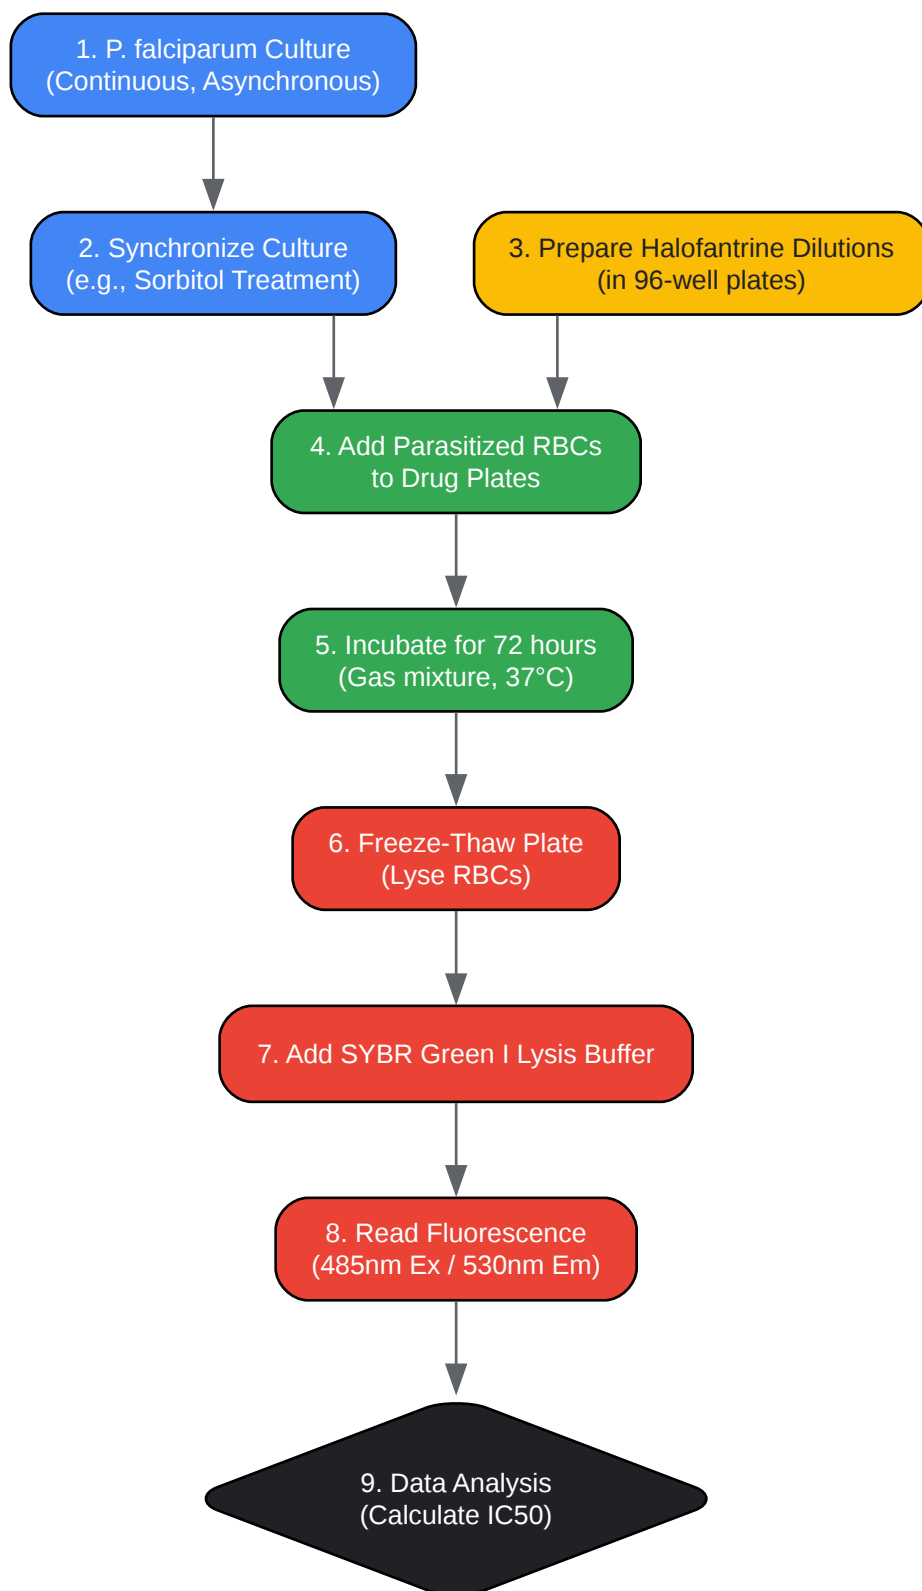 1. P. falciparum Culture
(Continuous, Asynchronous)
2. Synchronize Culture
(e.g., Sorbitol Treatment)
3. Prepare Halofantrine Dilutions
(in 96-well plates)
4. Add Parasitized RBCs
to Drug Plates
5. Incubate for 72 hours
(Gas mixture, 37°C)
6. Freeze-Thaw Plate
(Lyse RBCs)
7. Add SYBR Green I Lysis Buffer
8. Read Fluorescence
(485nm Ex / 530nm Em)
9. Data Analysis
(Calculate IC50)